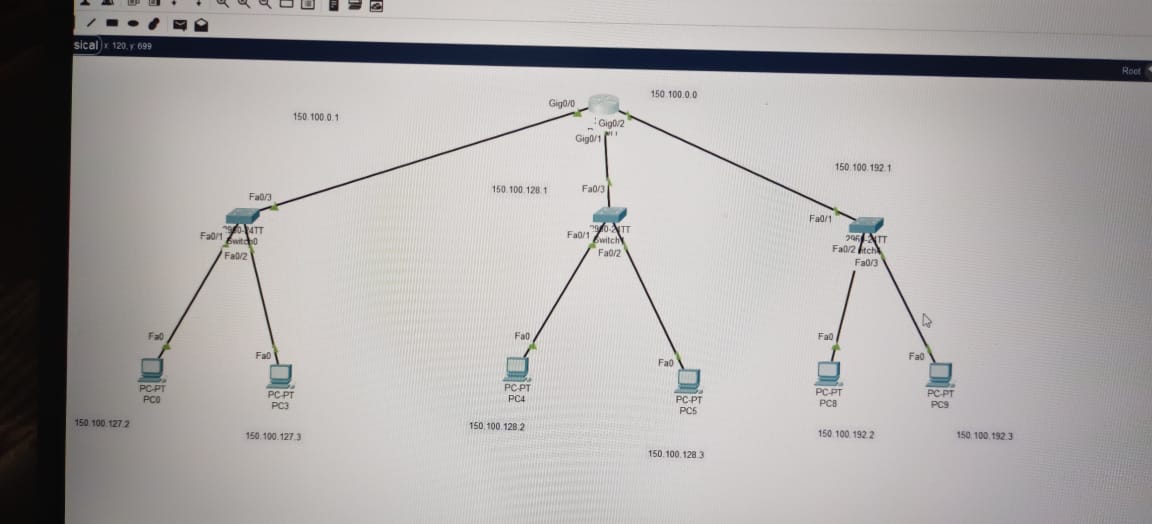 sical x: 120, y: 699
Root
150.100.0.0
Gig0/0
150.100.0.1
Gig0/2
Gig0/1
150.100.192.1
150.100.128.1
Fa0/3
Fa0/3
Fa0/1
Fa0/1
24TT
Switch0
Fa0/2
Fa0/1
24TT
Switch
Fa0/2
24TT
Fa0/2
Fa0/3
Fa0
Fa0
Fa0
Fa0
Fa0
Fa0
PC-PT
PC0
PC-PT
PC3
PC-PT
PC4
PC-PT
PC5
PC-PT
PC8
PC-PT
PC9
150.100.127.2
150.100.127.3
150.100.128.2
150.100.128.3
150.100.192.2
150.100.192.3